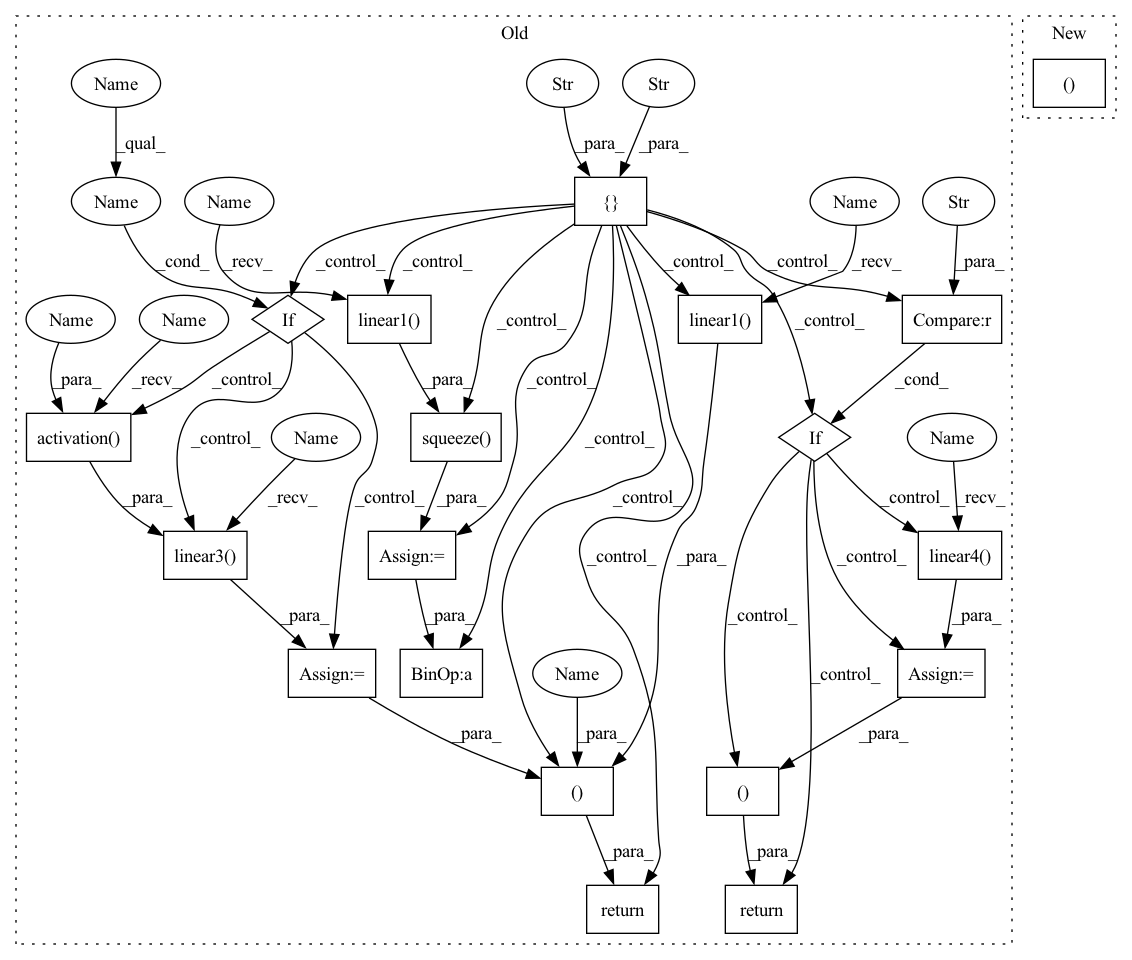 Old
New
Name
Str
Str
()
_qual_
_para_
_para_
Name
Name
{}
Name
Str
_cond_
_recv_
_control_
_control_
_control_
_control_
_recv_
_para_
Name
Name
If
linear1()
_control_
linear1()
_control_
Compare:r
_para_
_recv_
_control_
_para_
_control_
_cond_
activation()
Name
squeeze()
_control_
If
Name
_para_
_control_
_recv_
_control_
_para_
_control_
_control_
_recv_
linear3()
Assign:=
_control_
_para_
_control_
linear4()
_para_
_para_
_control_
_para_
Assign:=
BinOp:a
Name
_control_
Assign:=
_para_
_para_
_para_
()
()
_para_
_para_
return
return